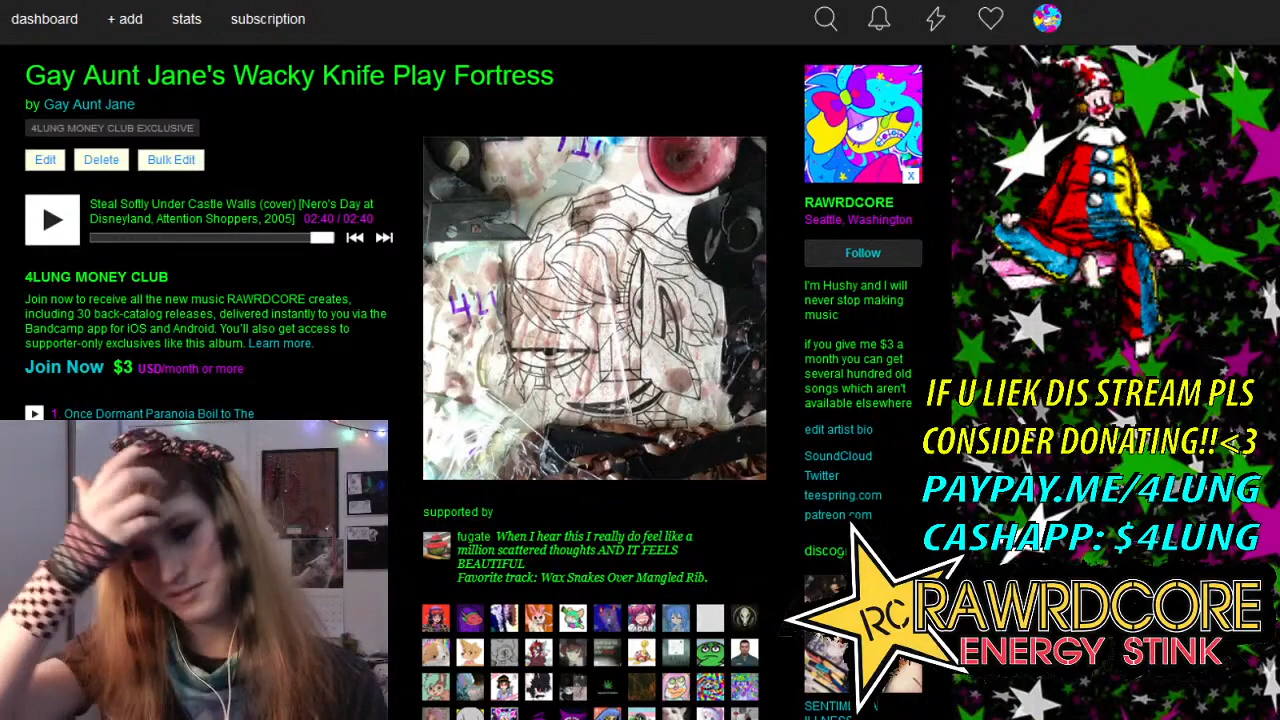 dashboard
+ add
stats
subscription
Gay Aunt Jane's Wacky Knife Play Fortress
by Gay Aunt Jane
4LUNG MONEY CLUB EXCLUSIVE
Edit
Delete
Bulk Edit
Steal Softly Under Castle Walls (cover) [Nero's Day at
Disneyland, Attention Shoppers, 2005] 02:40 / 02:40
4LUNG MONEY CLUB
Join now to receive all the new music RAWRDCORE creates,
including 30 back-catalog releases, delivered instantly to you via the
Bandcamp app for iOS and Android. You'll also get access to
supporter-only exclusives like this album. Learn more.
Join Now $3 USD/month or more
1 Once Dormant Paranoia Boil to The
supported by
fugate When I hear this I really do feel like a
million scattered thoughts AND IT FEELS
BEAUTIFUL
Favorite track: Wax Snakes Over Mangled Rib.
X
RAWRDCORE
Seattle, Washington
Follow
I'm Hushy and I will
never stop making
music
if you give me $3 a
month you can get
several hundred old
songs which aren't
available elsewhere
edit artist bio
SoundCloud
Twitter
teespring.com
patreon.com
IF U LIEK DIS STREAM PLS
CONSIDER DONATING!!<3
PAYPAY.ME/4LUNG
CASHAPP: $4LUNG
RC RAWRDCORE
ENERGY STINK